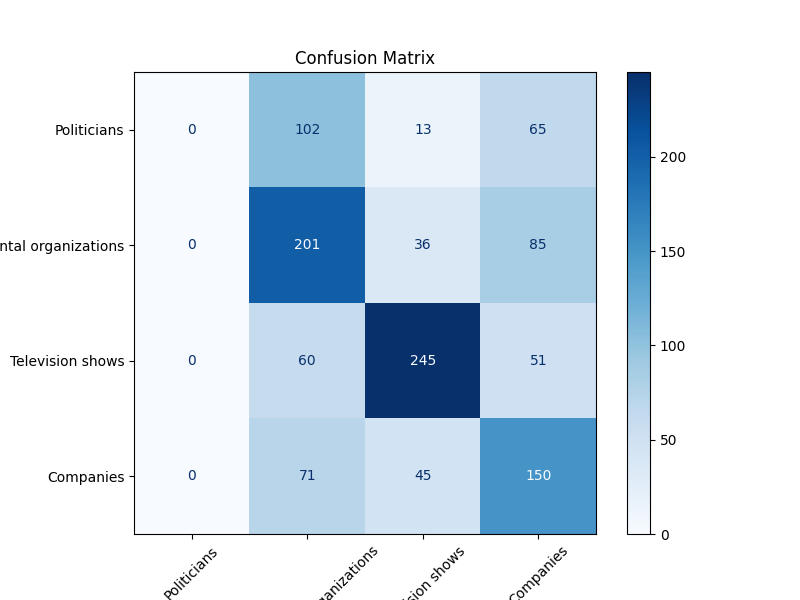 Confusion Matrix
Politicians 0 102 13 65
ntal organizations 0 201 36 85
Television shows 0 60 245 51
Companies 0 71 45 150
Politicians
ganizations
sion shows
Companies
200
150
100
50
0